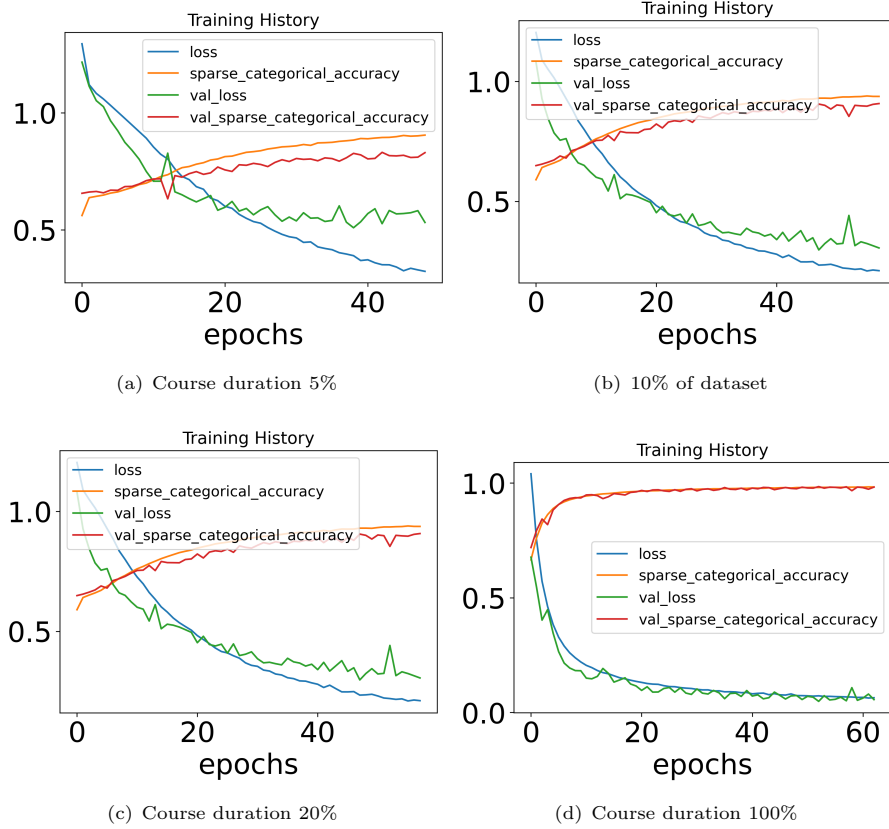 Training History
loss
sparse_categorical_accuracy
val_loss
val_sparse_categorical_accuracy
1.0
0.5
0 20 40
epochs
(a) Course duration 5%
Training History
loss
sparse_categorical_accuracy
val_loss
val_sparse_categorical_accuracy
1.0
0.5
0 20 40
epochs
(b) 10% of dataset
Training History
loss
sparse_categorical_accuracy
val_loss
val_sparse_categorical_accuracy
1.0
0.5
0 20 40
epochs
(c) Course duration 20%
Training History
1.0
loss
sparse_categorical_accuracy
val_loss
val_sparse_categorical_accuracy
0.5
0.0
0 20 40 60
epochs
(d) Course duration 100%